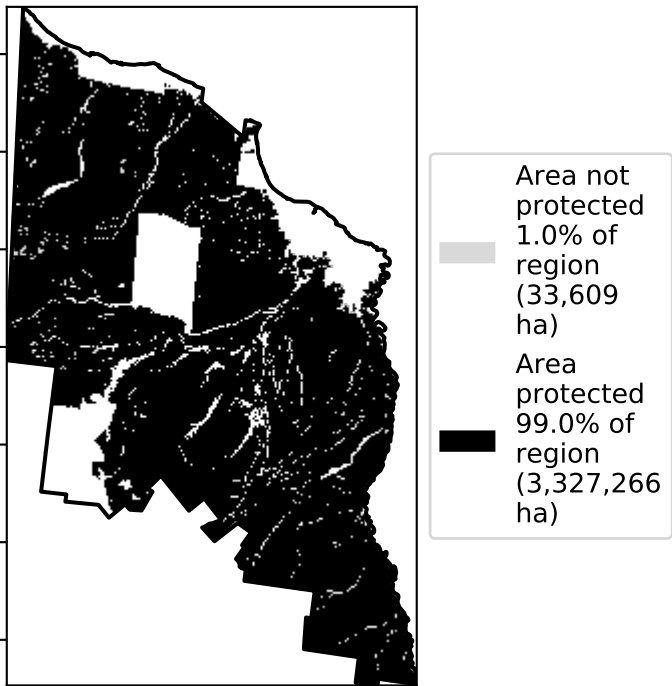 Area not
protected
1.0% of
region
(33,609
ha)
Area
protected
99.0% of
region
(3,327,266
ha)